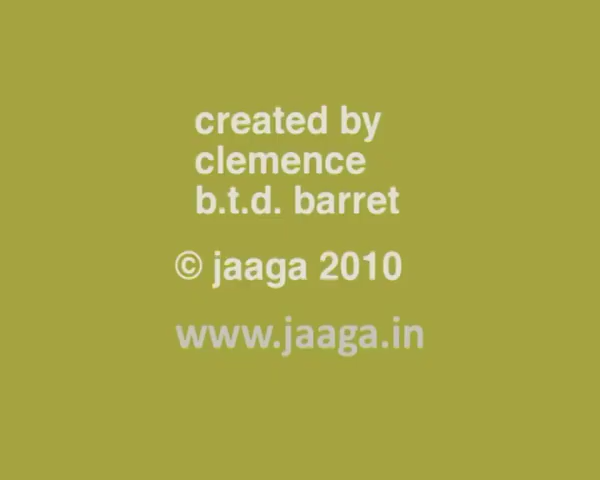 created by
clemence
b.t.d. barret
© jaaga 2010
www.jaaga.in